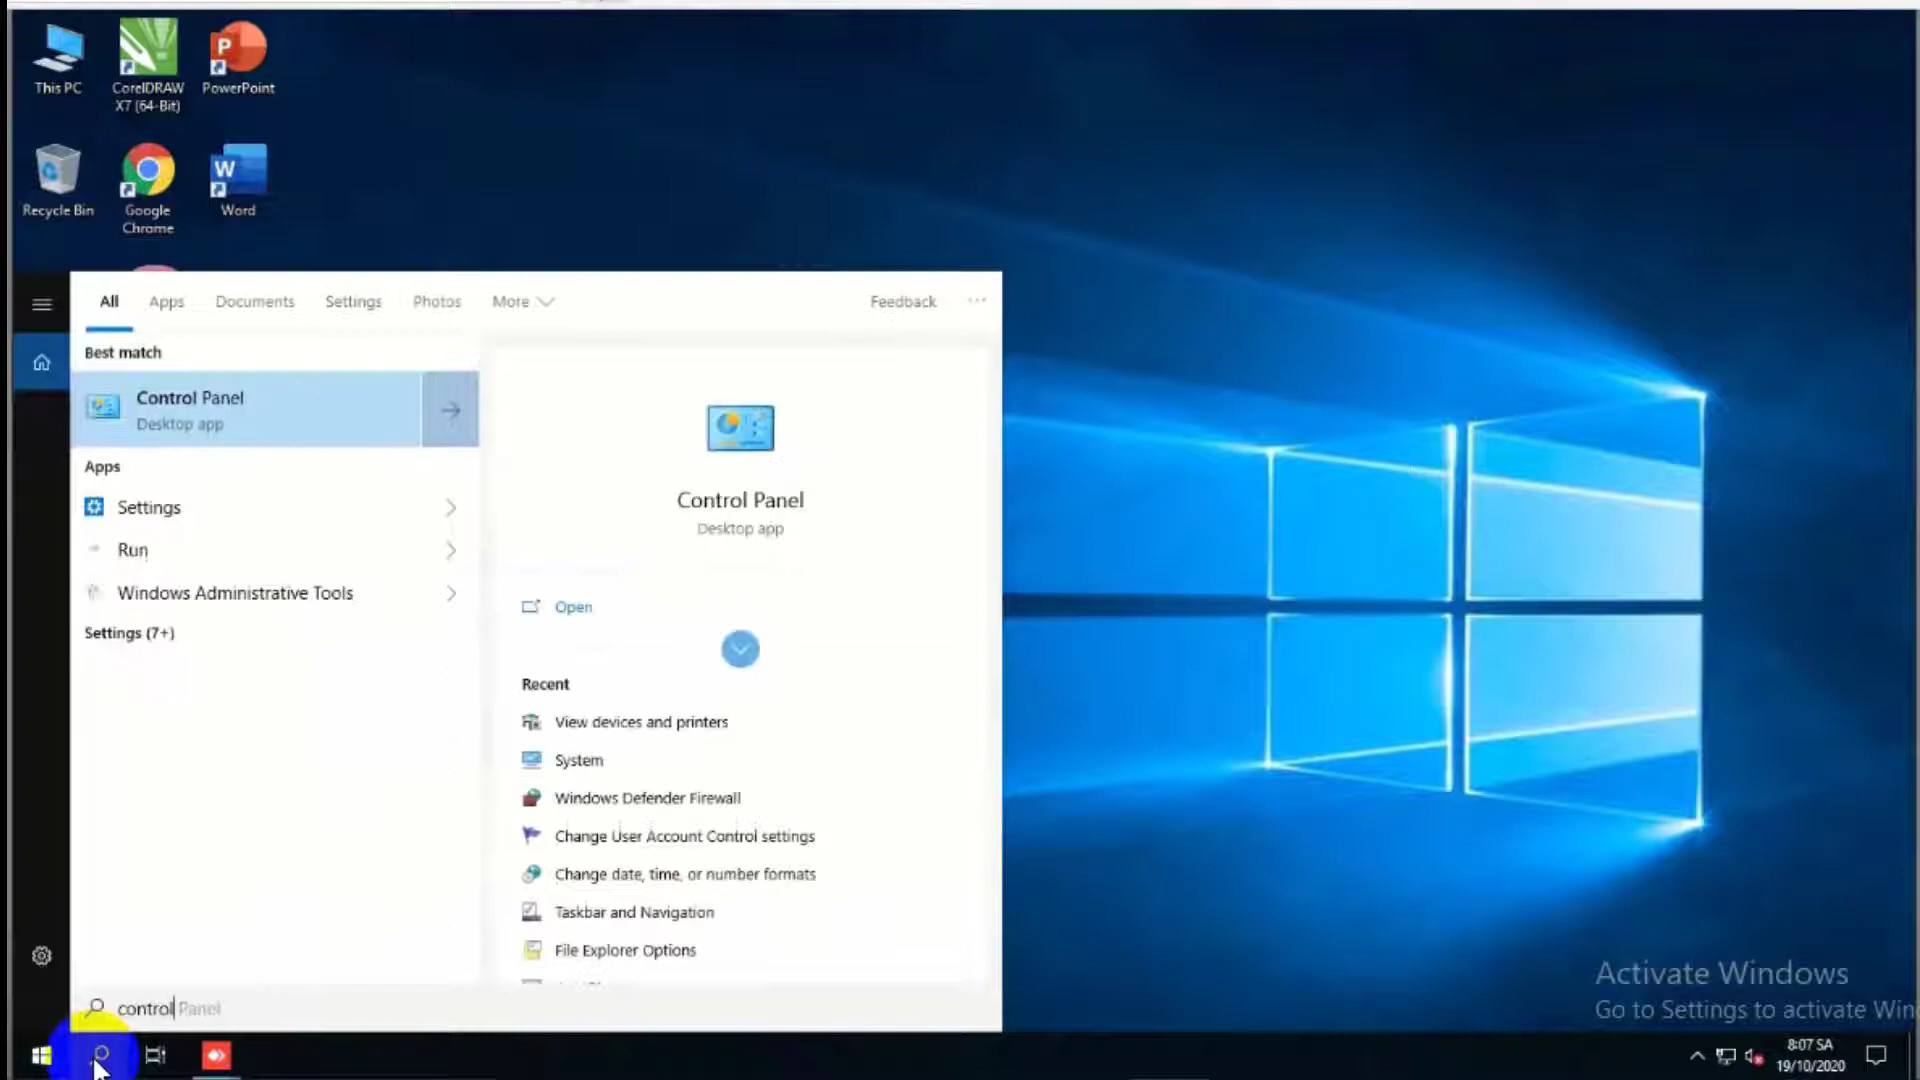 This PC
CorelDRAW
X7 (64-Bit)
PowerPoint
Recycle Bin
Google
Chrome
Word
All
Apps
Documents
Settings
Photos
More
Feedback
Best match
Control Panel
Desktop app
Apps
Settings
Run
Windows Administrative Tools
Settings (7+)
Control Panel
Desktop app
Open
Recent
View devices and printers
System
Windows Defender Firewall
Change User Account Control settings
Change date, time, or number formats
Taskbar and Navigation
File Explorer Options
control Panel
Activate Windows
Go to Settings to activate Win
8:07 SA
19/10/2020